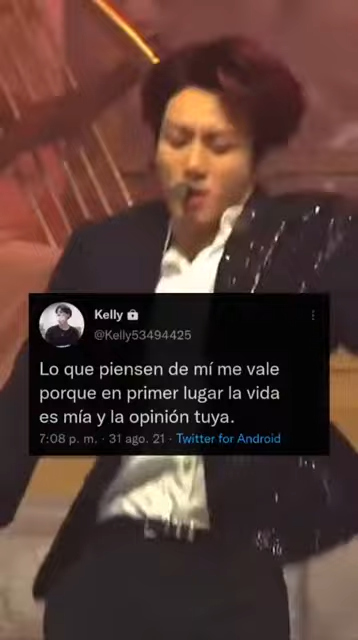 Kelly
@Kelly53494425
Lo que piensen de mí me vale
porque en primer lugar la vida
es mía y la opinión tuya.
7:08 p. m. · 31 ago. 21 · Twitter for Android